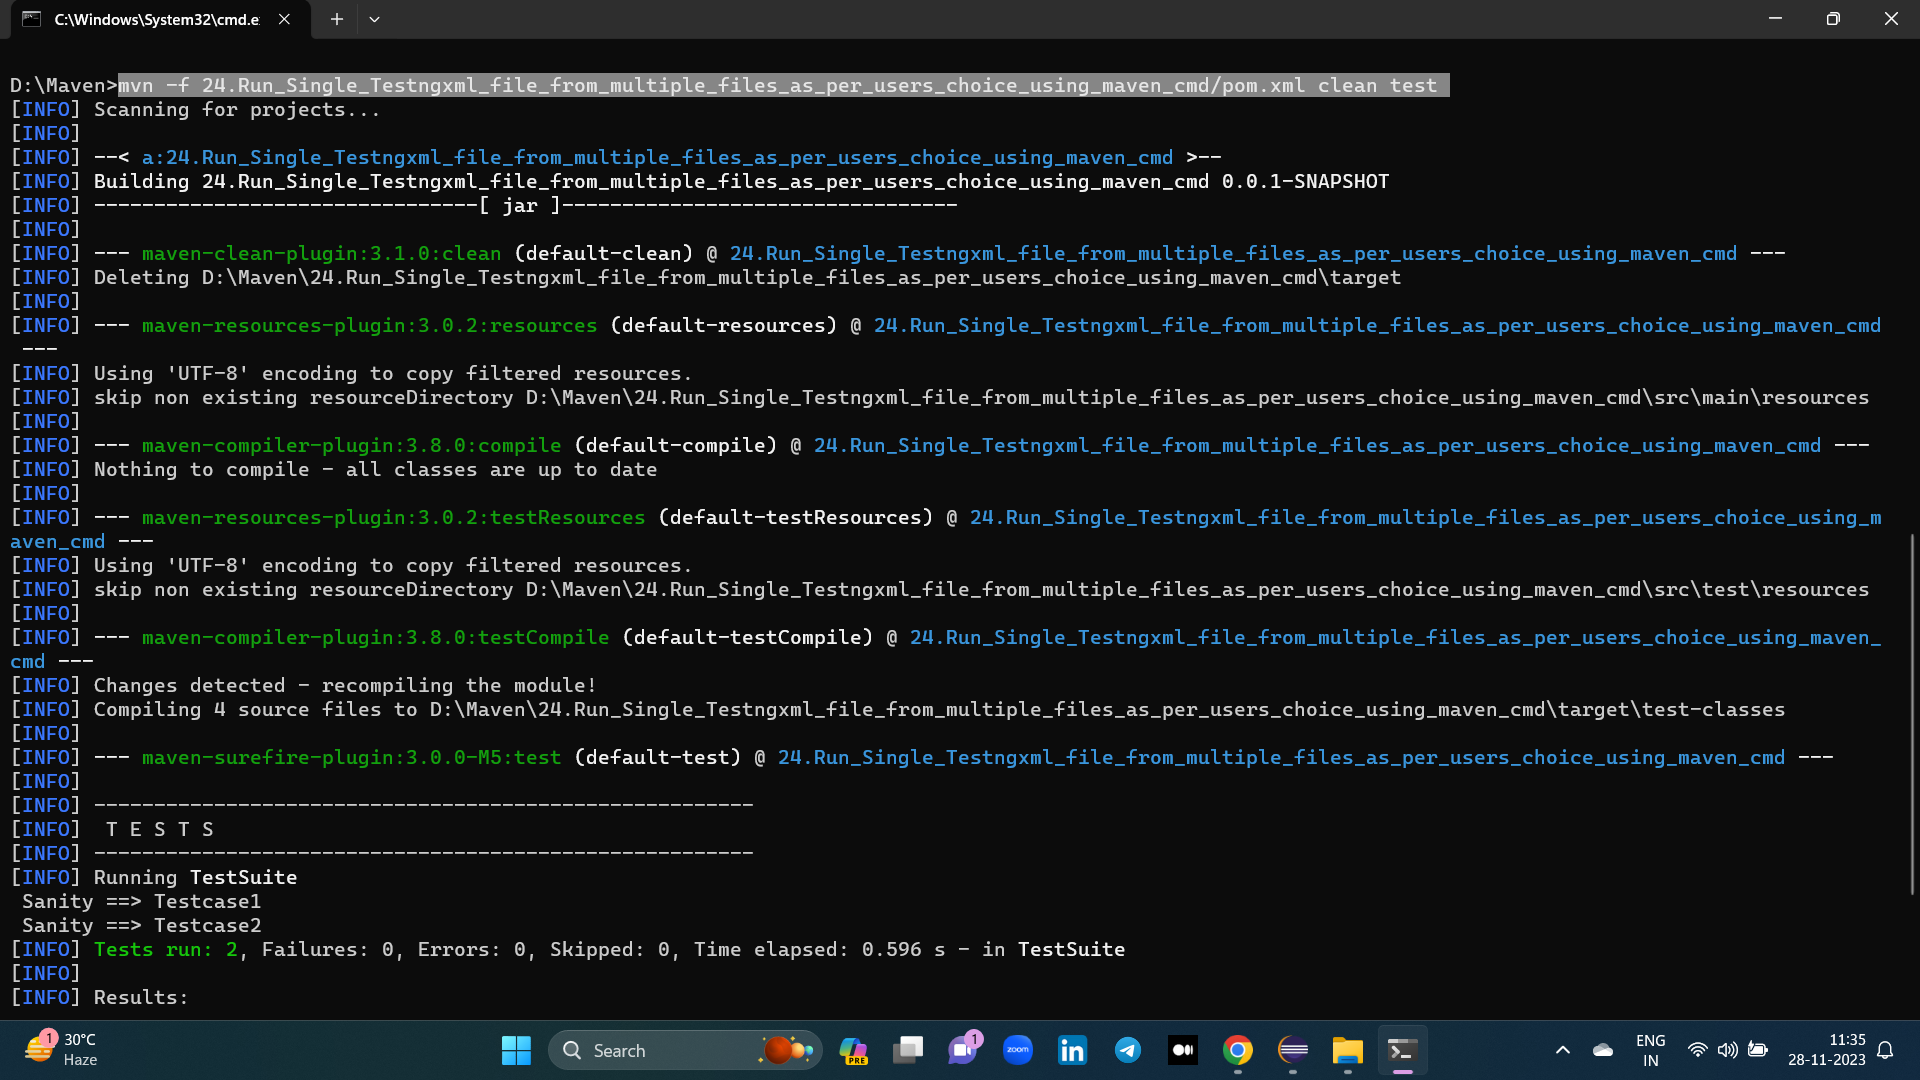 C:\Windows\System32\cmd.e
D:\Maven>mvn -f 24.Run_Single_Testngxml_file_from_multiple_files_as_per_users_choice_using_maven_cmd/pom.xml clean test
[INFO] Scanning for projects...
[INFO]
[INFO] --< a:24.Run_Single_Testngxml_file_from_multiple_files_as_per_users_choice_using_maven_cmd >--
[INFO] Building 24.Run_Single_Testngxml_file_from_multiple_files_as_per_users_choice_using_maven_cmd 0.0.1-SNAPSHOT
[INFO] --------------------------------[ jar ]---------------------------------
[INFO]
[INFO] --- maven-clean-plugin:3.1.0:clean (default-clean) @ 24.Run_Single_Testngxml_file_from_multiple_files_as_per_users_choice_using_maven_cmd ---
[INFO] Deleting D:\Maven\24.Run_Single_Testngxml_file_from_multiple_files_as_per_users_choice_using_maven_cmd\target
[INFO]
[INFO] --- maven-resources-plugin:3.0.2:resources (default-resources) @ 24.Run_Single_Testngxml_file_from_multiple_files_as_per_users_choice_using_maven_cmd
---
[INFO] Using 'UTF-8' encoding to copy filtered resources.
[INFO] skip non existing resourceDirectory D:\Maven\24.Run_Single_Testngxml_file_from_multiple_files_as_per_users_choice_using_maven_cmd\src\main\resources
[INFO]
[INFO] --- maven-compiler-plugin:3.8.0:compile (default-compile) @ 24.Run_Single_Testngxml_file_from_multiple_files_as_per_users_choice_using_maven_cmd ---
[INFO] Nothing to compile - all classes are up to date
[INFO]
[INFO] --- maven-resources-plugin:3.0.2:testResources (default-testResources) @ 24.Run_Single_Testngxml_file_from_multiple_files_as_per_users_choice_using_m
aven_cmd ---
[INFO] Using 'UTF-8' encoding to copy filtered resources.
[INFO] skip non existing resourceDirectory D:\Maven\24.Run_Single_Testngxml_file_from_multiple_files_as_per_users_choice_using_maven_cmd\src\test\resources
[INFO]
[INFO] --- maven-compiler-plugin:3.8.0:testCompile (default-testCompile) @ 24.Run_Single_Testngxml_file_from_multiple_files_as_per_users_choice_using_maven_
cmd ---
[INFO] Changes detected - recompiling the module!
[INFO] Compiling 4 source files to D:\Maven\24.Run_Single_Testngxml_file_from_multiple_files_as_per_users_choice_using_maven_cmd\target\test-classes
[INFO]
[INFO] --- maven-surefire-plugin:3.0.0-M5:test (default-test) @ 24.Run_Single_Testngxml_file_from_multiple_files_as_per_users_choice_using_maven_cmd ---
[INFO]
[INFO] -------------------------------------------------------
[INFO]  T E S T S
[INFO] -------------------------------------------------------
[INFO] Running TestSuite
Sanity ==> Testcase1
Sanity ==> Testcase2
[INFO] Tests run: 2, Failures: 0, Errors: 0, Skipped: 0, Time elapsed: 0.596 s - in TestSuite
[INFO]
[INFO] Results:
1
30°C
Haze
Search
PRE
1
zoom
in
ENG
IN
11:35
28-11-2023